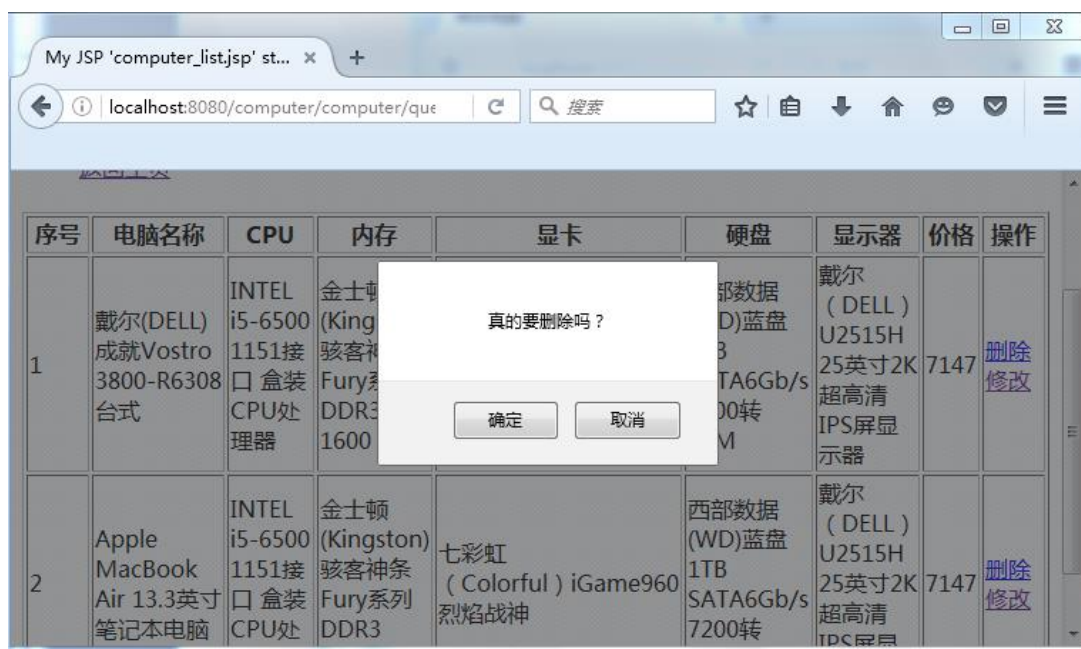 My JSP 'computer_list.jsp' st...
localhost:8080/computer/computer/que
搜索
返回主页
序号 电脑名称 CPU 内存 显卡 硬盘 显示器 价格 操作
1
戴尔(DELL)
成就Vostro
3800-R6308
台式
INTEL
i5-6500
1151接
口 盒装
CPU处
理器
金士
(King
骇客
Fury
DDR3
1600
部数据
D)蓝盘
TA6Gb/s
00转
M
戴尔
（DELL）
U2515H
25英寸2K
超高清
IPS屏显
示器
7147
删除
修改
真的要删除吗？
确定 取消
2
Apple
MacBook
Air 13.3英寸
笔记本电脑
INTEL
i5-6500
1151接
口 盒装
CPU处
金士顿
(Kingston)
骇客神条
Fury系列
DDR3
七彩虹
（Colorful）iGame960
烈焰战神
西部数据
(WD)蓝盘
1TB
SATA6Gb/s
7200转
戴尔
（DELL）
U2515H
25英寸2K
超高清
IPS屏显
7147
删除
修改